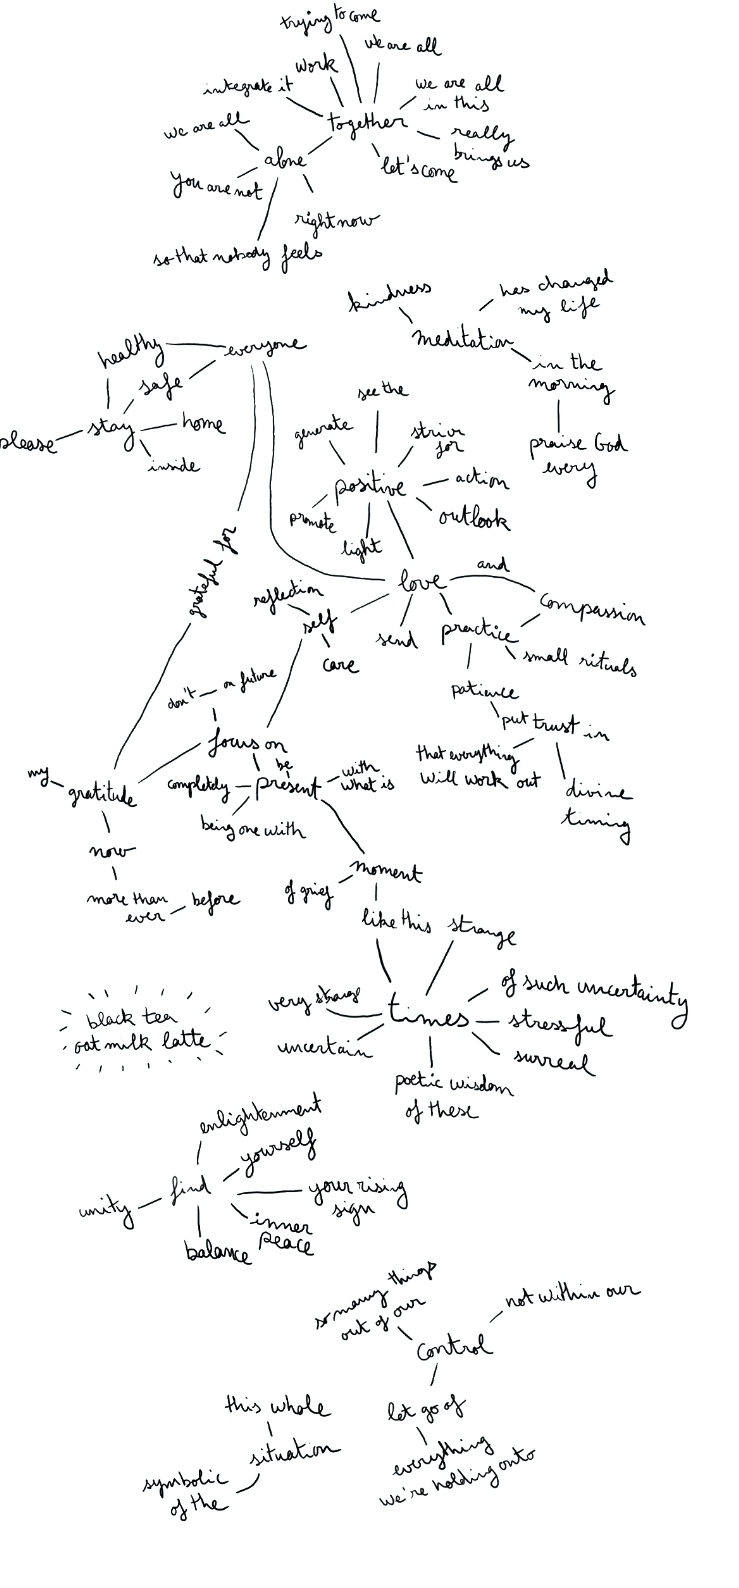 trying to come
we are all
work
integrate it
we are all
in this
together
we are all
really
brings us
alone
let's come
you are not
right now
so that nobody feels
kindness
has changed
my life
meditation
in the
morning
praise God
every
healthy
everyone
safe
stay
home
please
inside
see the
generate
strive
for
positive
action
promote
outlook
light
grateful for
love
and
compassion
reflection
self
send
practice
care
small rituals
patience
put trust in
that everything
will work out
divine
timing
don't
on future
focus on
my
gratitude
be
completely
present
with
what is
being one with
now
more than
ever
before
moment
of grief
like this
strange
times
very strange
of such uncertainty
stressful
uncertain
surreal
poetic wisdom
of these
black tea
oat milk latte
enlightenment
yourself
find
unity
your rising
sign
inner
peace
balance
so many things
out of our
not within our
control
let go of
everything
we're holding onto
this whole
situation
symbolic
of the